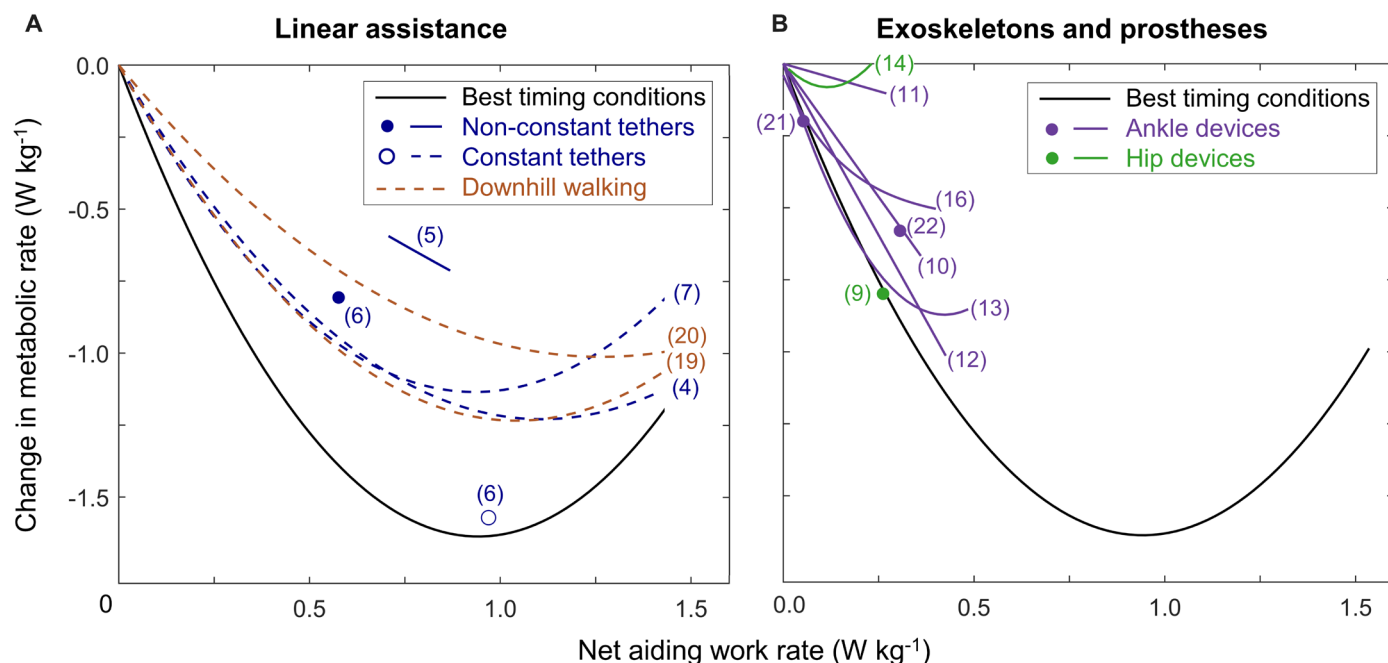 A
Linear assistance
B
Exoskeletons and prostheses
Change in metabolic rate (W kg⁻¹)
0.0
-0.5
-1.0
-1.5
0
0.5
1.0
1.5
Best timing conditions
Non-constant tethers
Constant tethers
Downhill walking
(5)
(6)
(7)
(20)
(19)
(4)
(6)
0.0
0.5
1.0
1.5
Best timing conditions
Ankle devices
Hip devices
(14)
(11)
(21)
(16)
(22)
(10)
(9)
(13)
(12)
Net aiding work rate (W kg⁻¹)